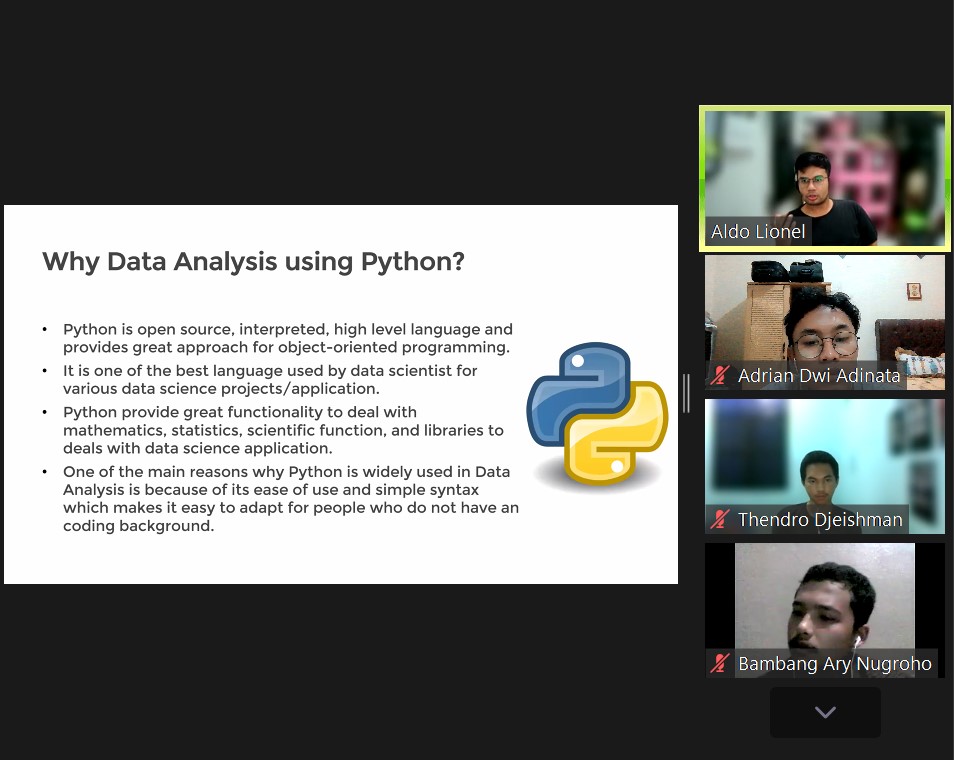 Why Data Analysis using Python?
• Python is open source, interpreted, high level language and
provides great approach for object-oriented programming.
• It is one of the best language used by data scientist for
various data science projects/application.
• Python provide great functionality to deal with
mathematics, statistics, scientific function, and libraries to
deals with data science application.
• One of the main reasons why Python is widely used in Data
Analysis is because of its ease of use and simple syntax
which makes it easy to adapt for people who do not have an
coding background.
Aldo Lionel
Adrian Dwi Adinata
Thendro Djeishman
Bambang Ary Nugroho